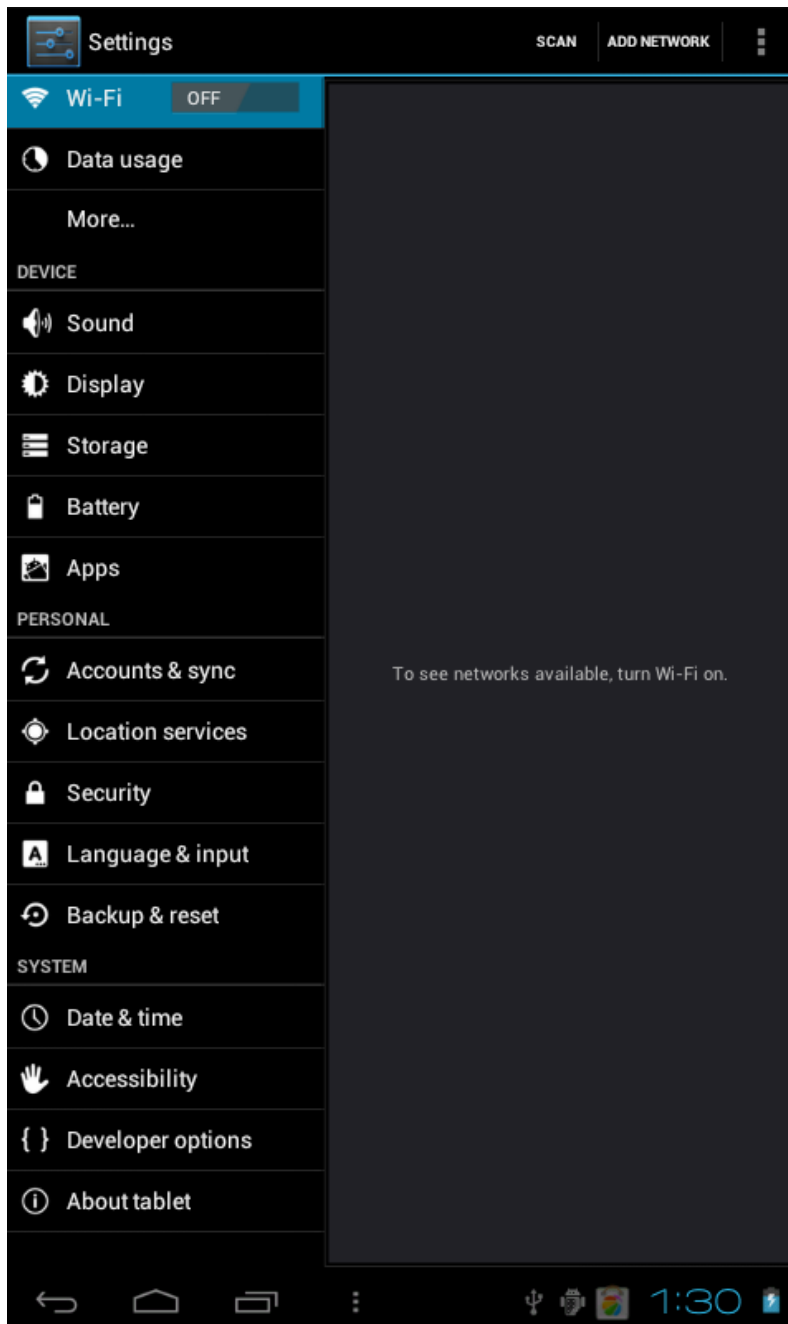 Settings
SCAN
ADD NETWORK
Wi-Fi
OFF
Data usage
More...
DEVICE
Sound
Display
Storage
Battery
Apps
PERSONAL
Accounts & sync
To see networks available, turn Wi-Fi on.
Location services
Security
Language & input
Backup & reset
SYSTEM
Date & time
Accessibility
{ } Developer options
About tablet
1:30